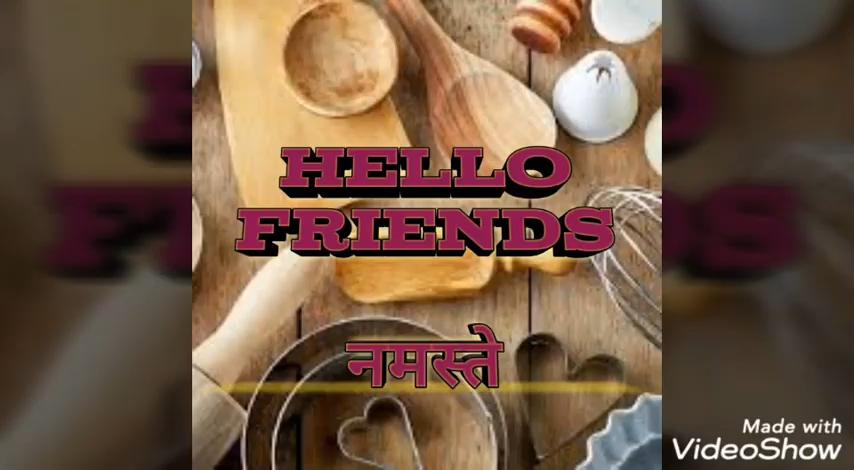 HELLO
FRIENDS
नमस्ते
Made with
VideoShow